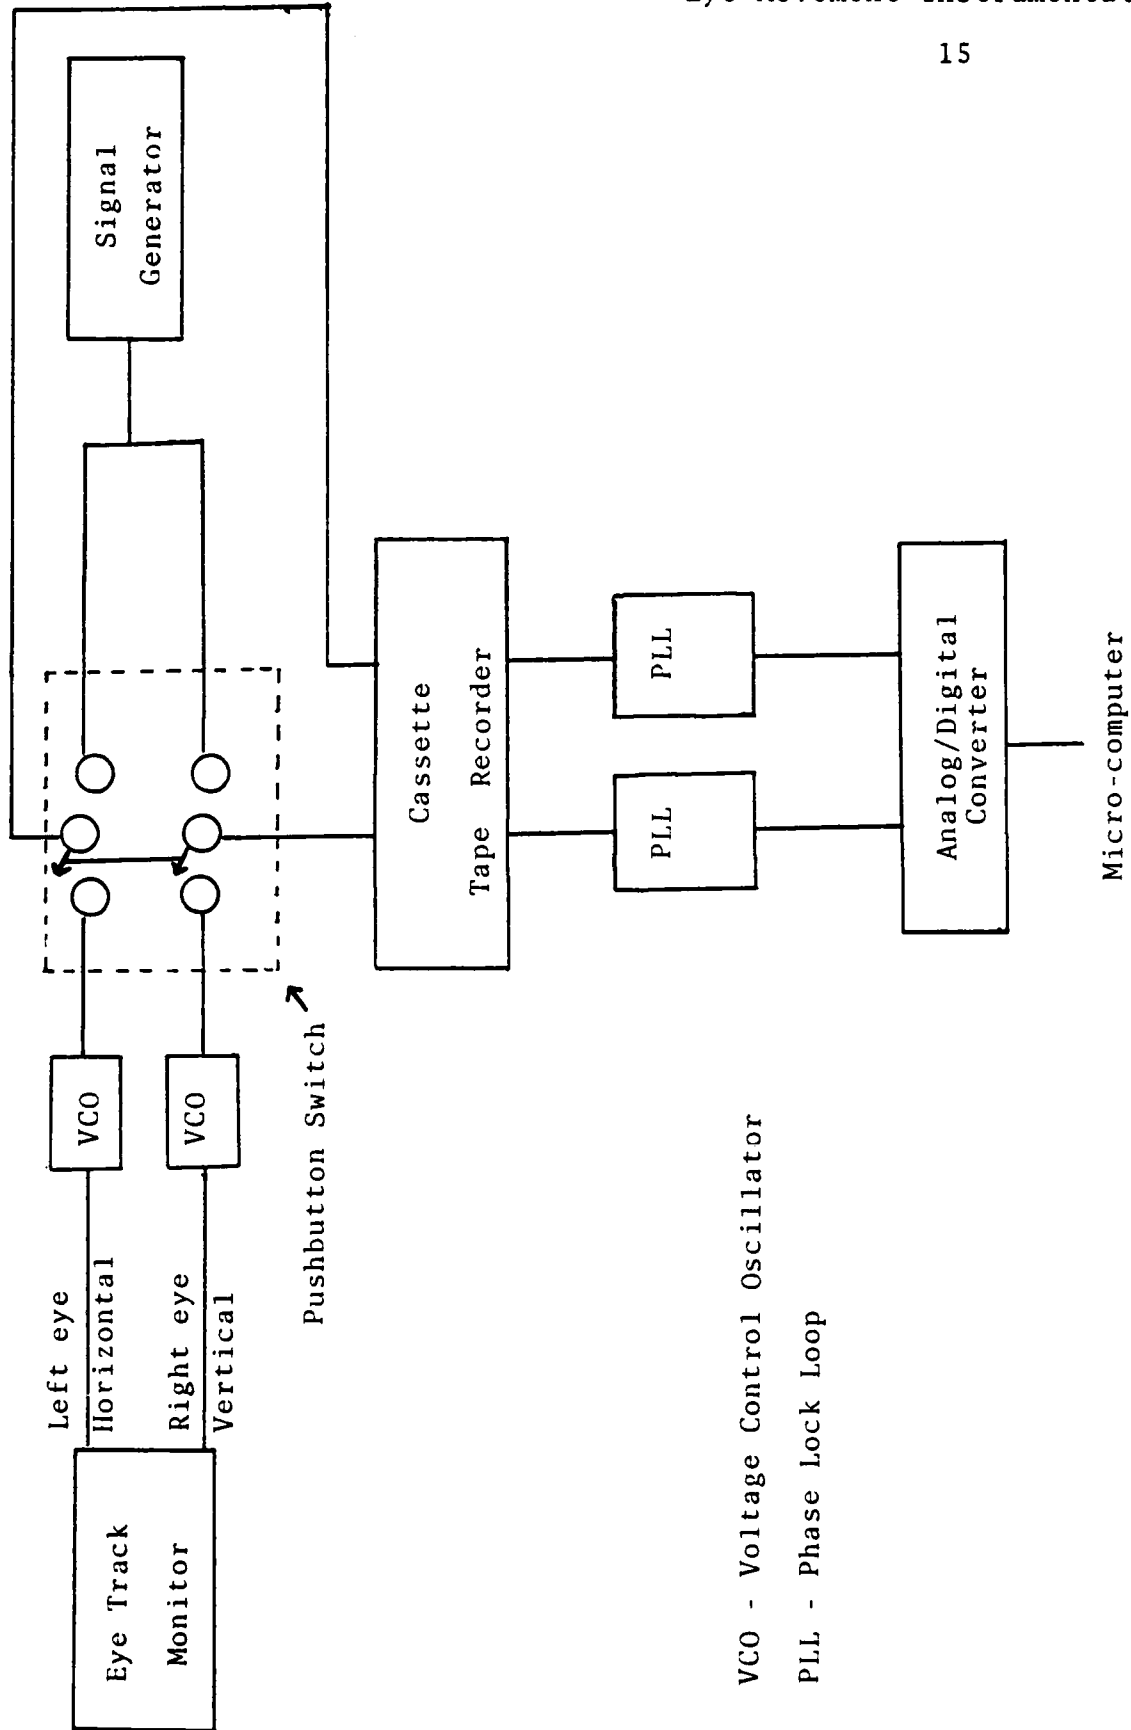 15
Signal
Generator
Eye Track
Monitor
Left eye
Horizontal
Right eye
Vertical
VCO
VCO
Pushbutton Switch
Cassette
Tape Recorder
PLL
PLL
Analog/Digital
Converter
Micro-computer
VCO - Voltage Control Oscillator
PLL - Phase Lock Loop